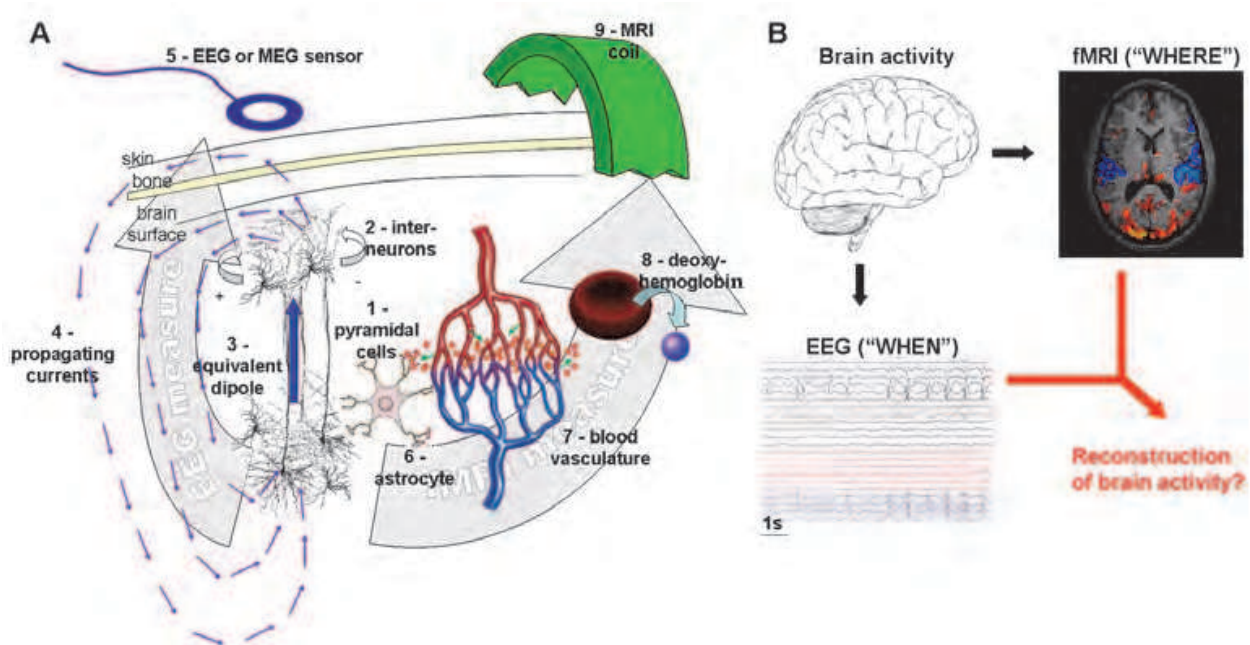 A
5 - EEG or MEG sensor
9 - MRI
coil
skin
bone
brain
surface
2 - inter-
neurons
8 - deoxy-
hemoglobin
+
-
1 -
pyramidal
cells
3 -
equivalent
dipole
4 -
propagating
currents
EEG measure
fMRI measure
6 -
astrocyte
7 - blood
vasculature
B
Brain activity
fMRI ("WHERE")
EEG ("WHEN")
1s
Reconstruction
of brain activity?